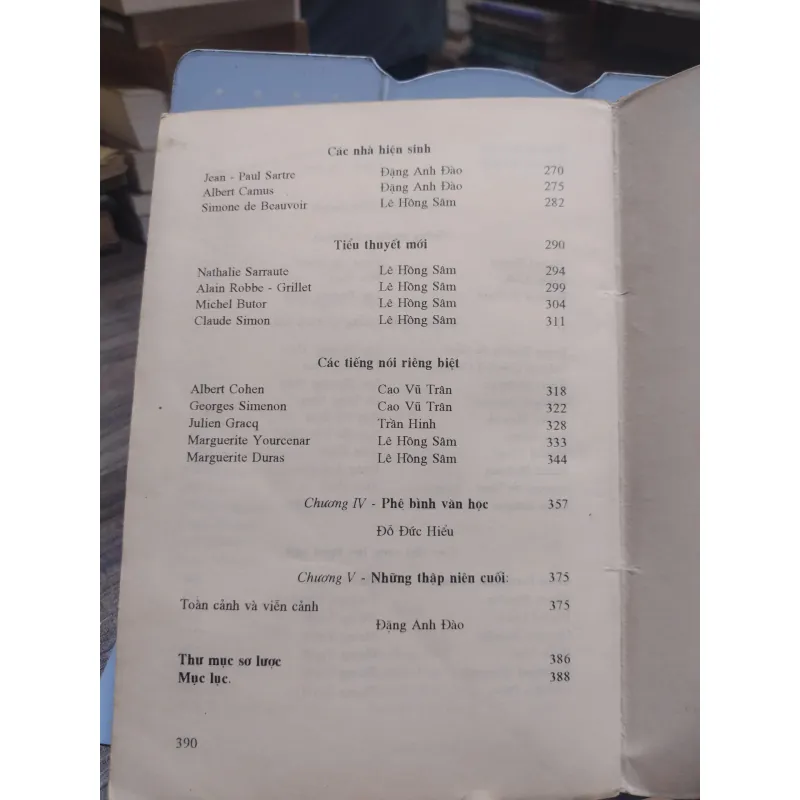 Các nhà hiện sinh
Jean - Paul Sartre Đặng Anh Đào 270
Albert Camus Đặng Anh Đào 275
Simone de Beauvoir Lê Hồng Sâm 282
Tiểu thuyết mới 290
Nathalie Sarraute Lê Hồng Sâm 294
Alain Robbe - Grillet Lê Hồng Sâm 299
Michel Butor Lê Hồng Sâm 304
Claude Simon Lê Hồng Sâm 311
Các tiếng nói riêng biệt
Albert Cohen Cao Vũ Trân 318
Georges Simenon Cao Vũ Trân 322
Julien Gracq Trần Hinh 328
Marguerite Yourcenar Lê Hồng Sâm 333
Marguerite Duras Lê Hồng Sâm 344
Chương IV - Phê bình văn học 357
Đỗ Đức Hiểu
Chương V - Những thập niên cuối: 375
Toàn cảnh và viễn cảnh 375
Đặng Anh Đào
Thư mục sơ lược 386
Mục lục. 388
390